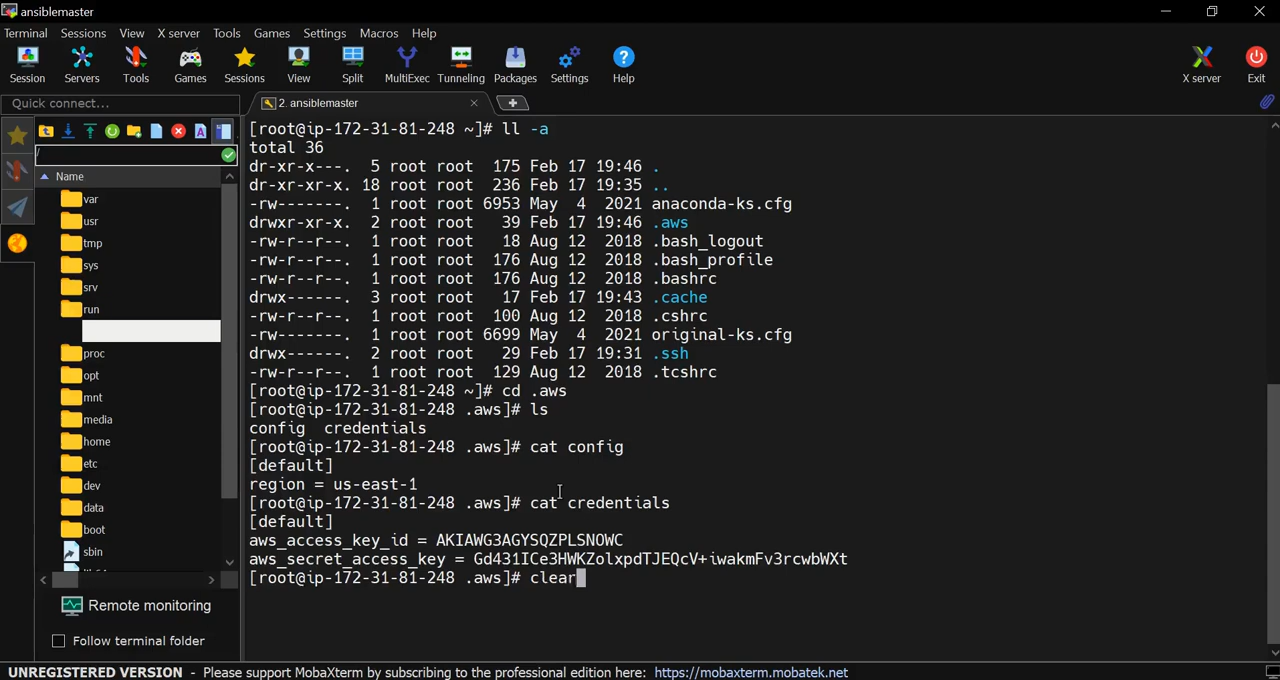 ansiblemaster
Terminal Sessions View X server Tools Games Settings Macros Help
Session Servers Tools Games Sessions View Split MultiExec Tunneling Packages Settings Help X server Exit
Quick connect...
2. ansiblemaster
/
Name
var
usr
tmp
sys
srv
run
proc
opt
mnt
media
home
etc
dev
data
boot
sbin
Remote monitoring
Follow terminal folder
[root@ip-172-31-81-248 ~]# ll -a
total 36
dr-xr-x---. 5 root root 175 Feb 17 19:46 .
dr-xr-xr-x. 18 root root 236 Feb 17 19:35 ..
-rw-------. 1 root root 6953 May 4 2021 anaconda-ks.cfg
drwxr-xr-x. 2 root root 39 Feb 17 19:46 .aws
-rw-r--r--. 1 root root 18 Aug 12 2018 .bash_logout
-rw-r--r--. 1 root root 176 Aug 12 2018 .bash_profile
-rw-r--r--. 1 root root 176 Aug 12 2018 .bashrc
drwx------. 3 root root 17 Feb 17 19:43 .cache
-rw-r--r--. 1 root root 100 Aug 12 2018 .cshrc
-rw-------. 1 root root 6699 May 4 2021 original-ks.cfg
drwx------. 2 root root 29 Feb 17 19:31 .ssh
-rw-r--r--. 1 root root 129 Aug 12 2018 .tcshrc
[root@ip-172-31-81-248 ~]# cd .aws
[root@ip-172-31-81-248 .aws]# ls
config credentials
[root@ip-172-31-81-248 .aws]# cat config
[default]
region = us-east-1
[root@ip-172-31-81-248 .aws]# cat credentials
[default]
aws_access_key_id = AKIAWG3AGYSQZPLSNOWC
aws_secret_access_key = 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
[root@ip-172-31-81-248 .aws]# clear
UNREGISTERED VERSION - Please support MobaXterm by subscribing to the professional edition here: https://mobaxterm.mobatek.net